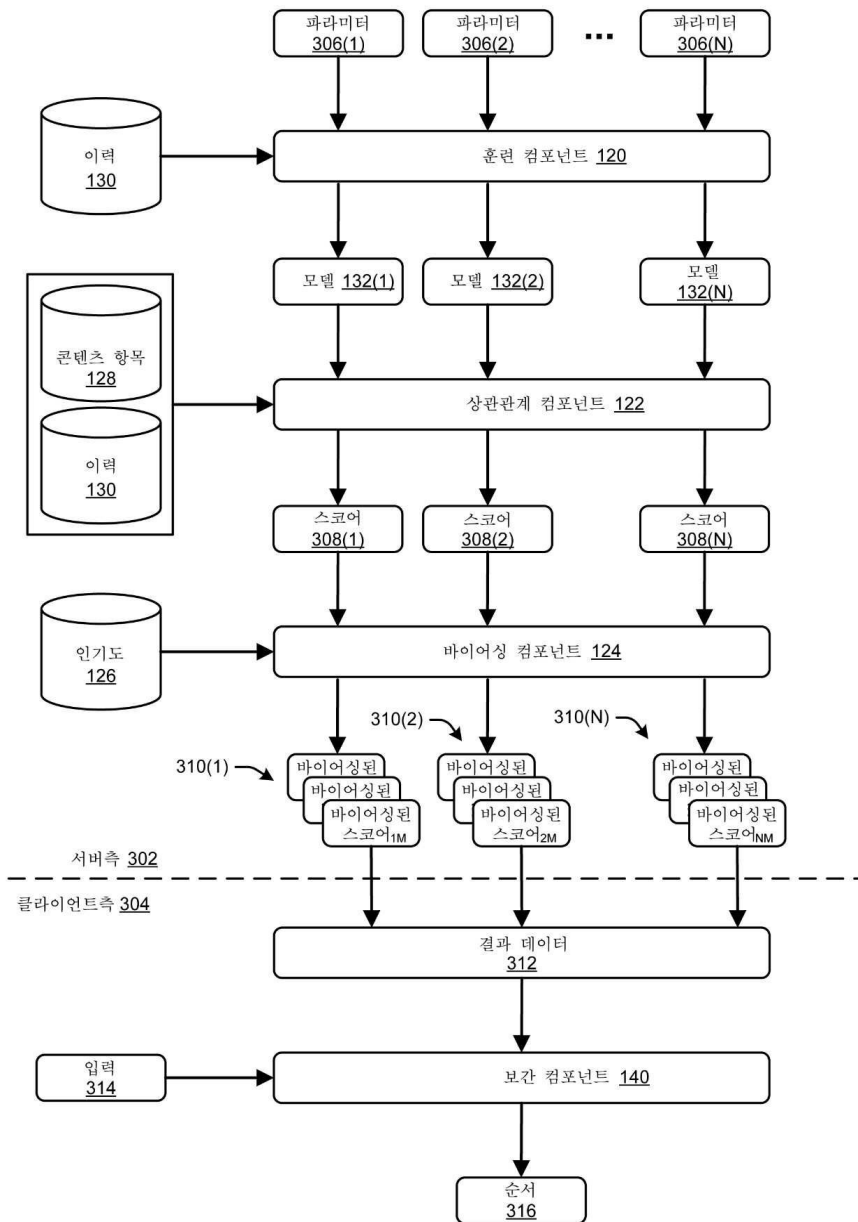 파라미터
306(1)
파라미터
306(2)
...
파라미터
306(N)
이력
130
훈련 컴포넌트 120
모델 132(1)
모델 132(2)
모델
132(N)
콘텐츠 항목
128
이력
130
상관관계 컴포넌트 122
스코어
308(1)
스코어
308(2)
스코어
308(N)
인기도
126
바이어싱 컴포넌트 124
310(1)
310(2)
310(N)
바이어싱된
바이어싱된
바이어싱된
스코어1M
바이어싱된
바이어싱된
바이어싱된
스코어2M
바이어싱된
바이어싱된
바이어싱된
스코어NM
서버측 302
클라이언트측 304
결과 데이터
312
입력
314
보간 컴포넌트 140
순서
316